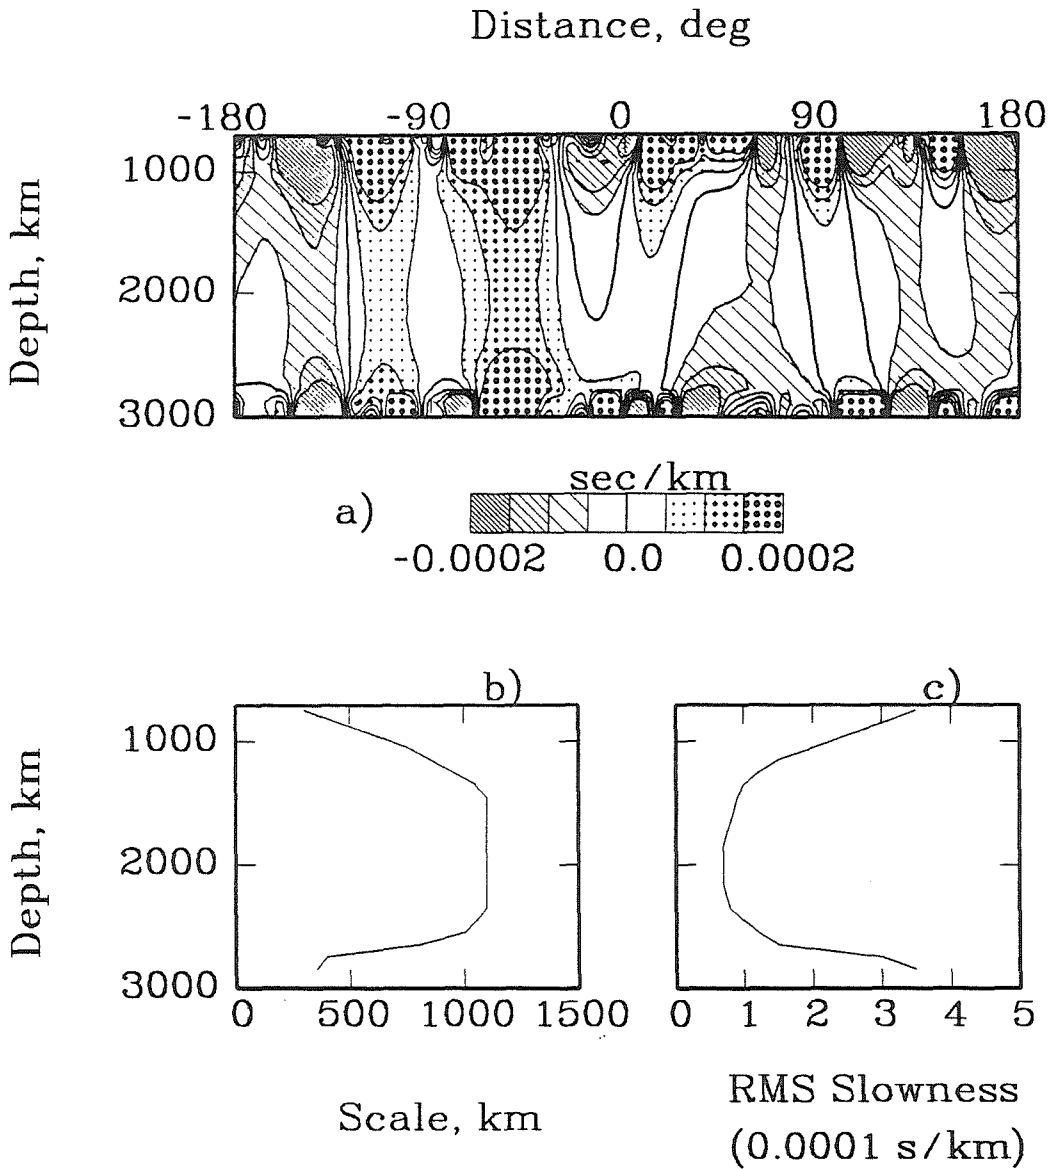 Distance, deg
-180 -90 0 90 180
Depth, km
1000
2000
3000
sec/km
a)
-0.0002 0.0 0.0002
b) c)
Depth, km
1000
2000
3000
0 500 1000 1500 0 1 2 3 4 5
Scale, km
RMS Slowness
(0.0001 s/km)